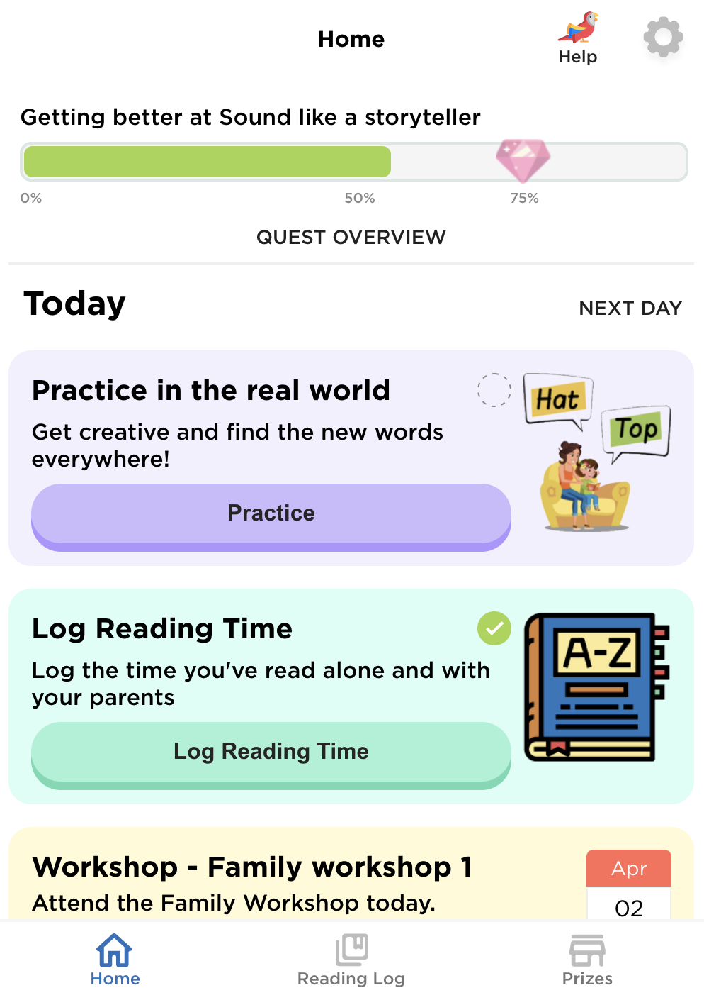 Home
Help
Getting better at Sound like a storyteller
0%
50%
75%
QUEST OVERVIEW
Today
NEXT DAY
Practice in the real world
Get creative and find the new words
everywhere!
Practice
Hat
Top
Log Reading Time
Log the time you've read alone and with
your parents
Log Reading Time
A-Z
Workshop - Family workshop 1
Attend the Family Workshop today.
Apr
02
Home
Reading Log
Prizes